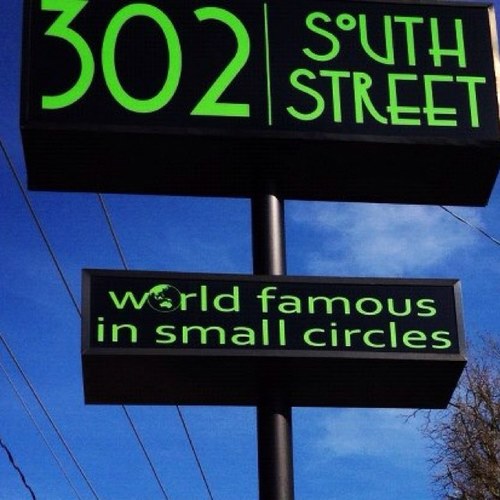 302
SOUTH
STREET
world famous
in small circles